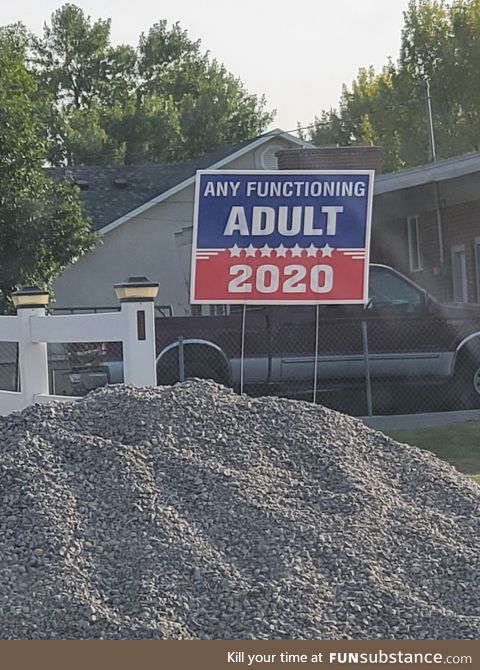 ANY FUNCTIONING
ADULT
2020
Kill your time at FUNSubstance.com